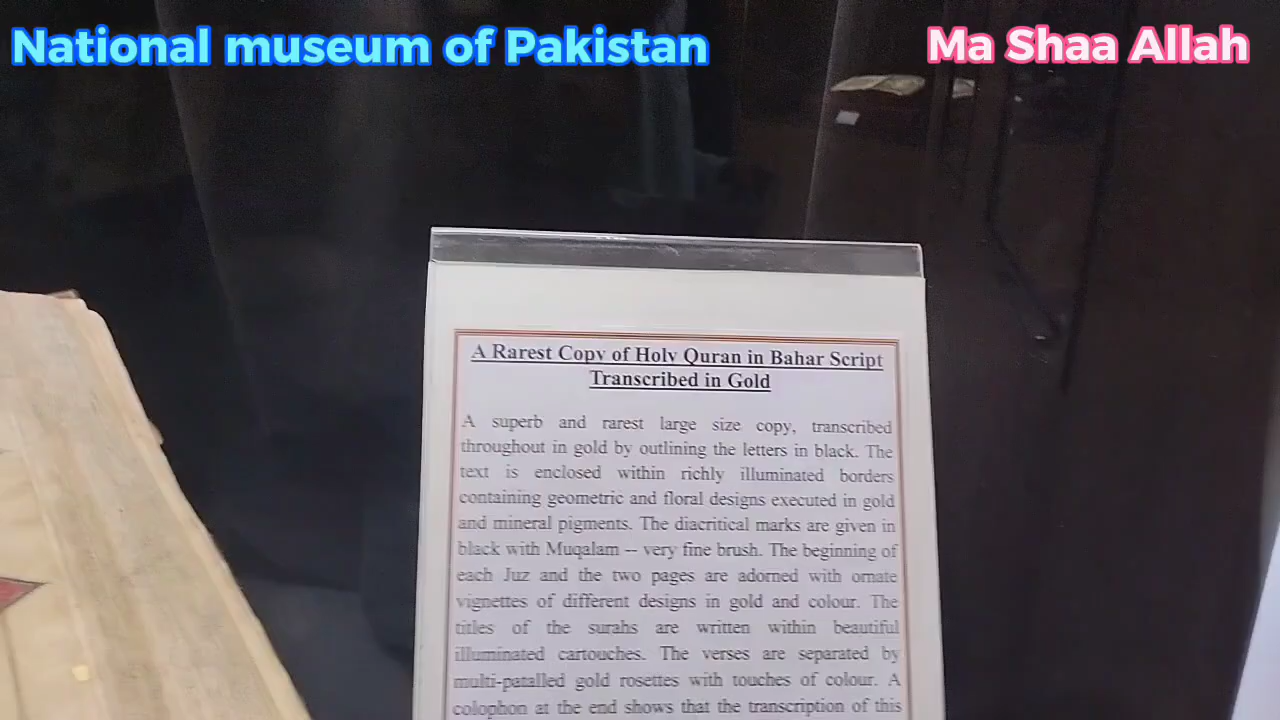 National museum of Pakistan
Ma Shaa Allah
A Rarest Copy of Holy Quran in Bahar Script
Transcribed in Gold
A superb and rarest large size copy, transcribed
throughout in gold by outlining the letters in black. The
text is enclosed within richly illuminated borders
containing geometric and floral designs executed in gold
and mineral pigments. The diacritical marks are given in
black with Muqalam -- very fine brush. The beginning of
each Juz and the two pages are adorned with ornate
vignettes of different designs in gold and colour. The
titles of the surahs are written within beautiful
illuminated cartouches. The verses are separated by
multi-patalled gold rosettes with touches of colour. A
colophon at the end shows that the transcription of this